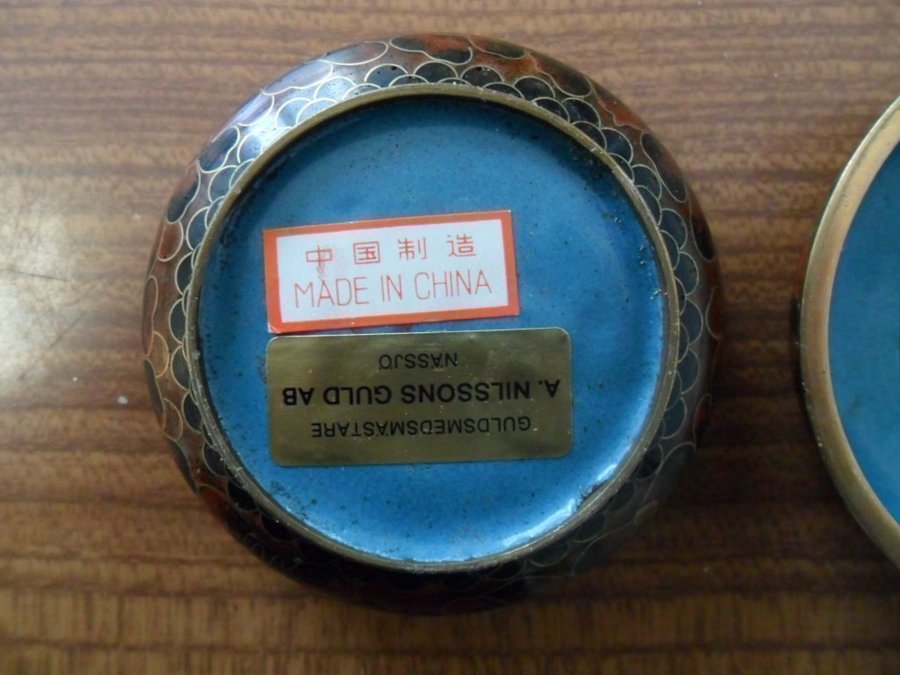 中国制造
MADE IN CHINA
GULDSMEDSMÄSTARE
A. NILSSONS GULD AB
NÄSSJÖ